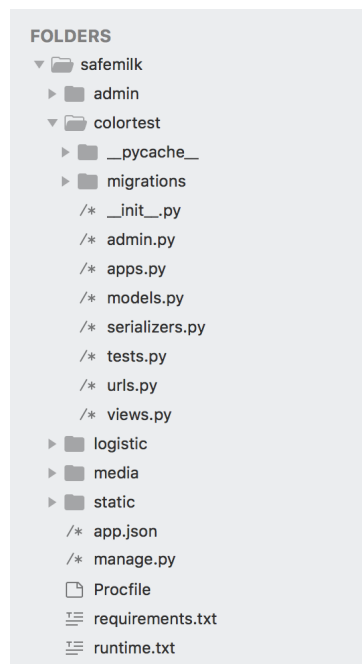 FOLDERS
safemilk
admin
colortest
__pycache__
migrations
/* __init__.py
/* admin.py
/* apps.py
/* models.py
/* serializers.py
/* tests.py
/* urls.py
/* views.py
logistic
media
static
/* app.json
/* manage.py
Procfile
requirements.txt
runtime.txt